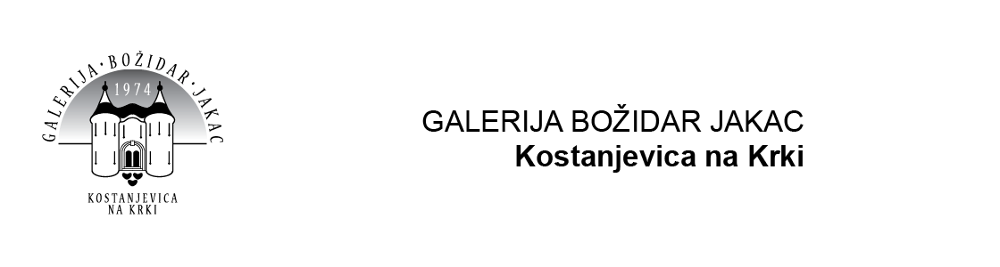 GALERIJA · BOŽIDAR · JAKAC
1974
KOSTANJEVICA
NA KRKI
GALERIJA BOŽIDAR JAKAC
Kostanjevica na Krki